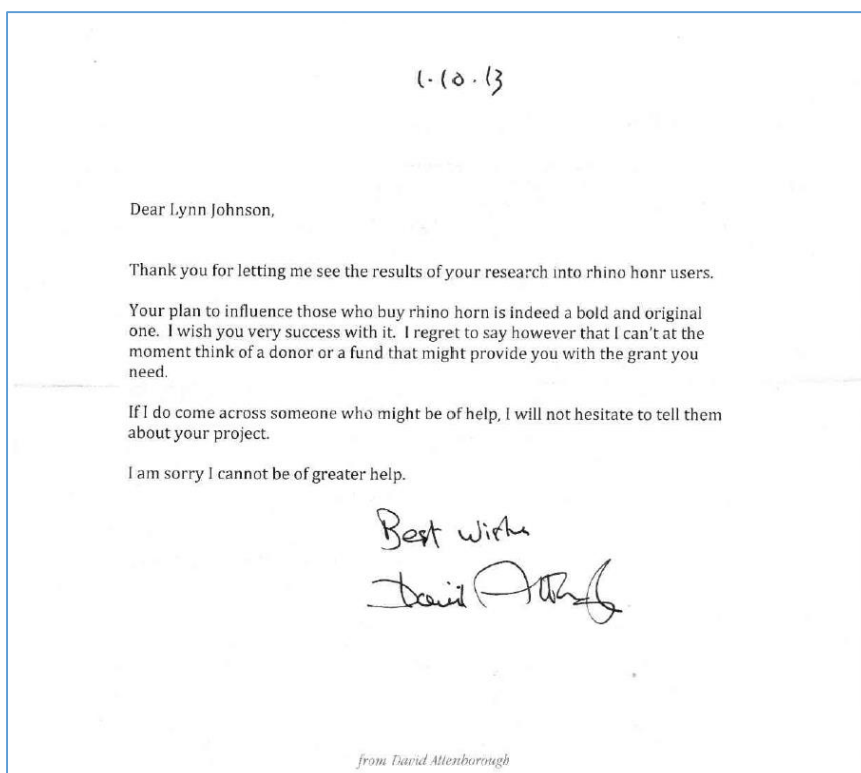 1.10.13
Dear Lynn Johnson,
Thank you for letting me see the results of your research into rhino honr users.
Your plan to influence those who buy rhino horn is indeed a bold and original
one. I wish you very success with it. I regret to say however that I can't at the
moment think of a donor or a fund that might provide you with the grant you
need.
If I do come across someone who might be of help, I will not hesitate to tell them
about your project.
I am sorry I cannot be of greater help.
Best wishes
David Attenborough
from David Attenborough